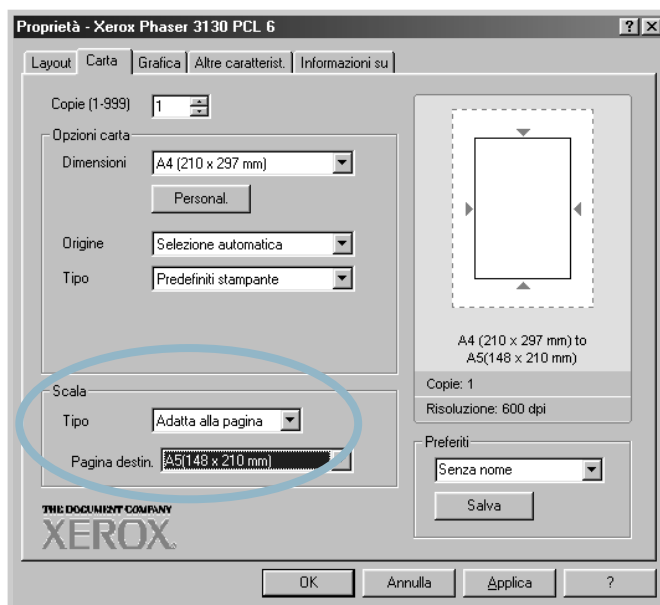 Proprietà - Xerox Phaser 3130 PCL 6
? X
Layout Carta Grafica Altre caratterist. Informazioni su
Copie (1-999) 1
Opzioni carta
Dimensioni A4 (210 x 297 mm)
Personal.
Origine Selezione automatica
Tipo Predefiniti stampante
A4 (210 x 297 mm) to
A5(148 x 210 mm)
Copie: 1
Risoluzione: 600 dpi
Scala
Tipo Adatta alla pagina
Pagina destin. A5(148 x 210 mm)
Preferiti
Senza nome
Salva
THE DOCUMENT COMPANY
XEROX
OK Annulla Applica ?